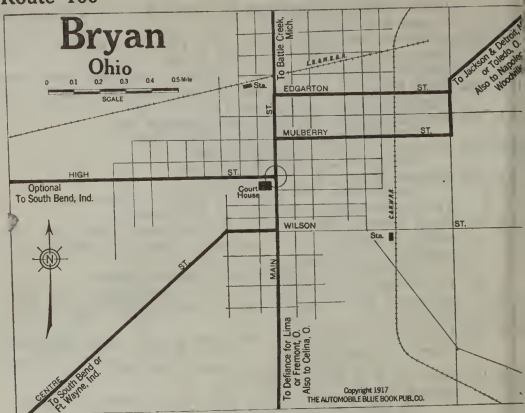 Bryan
Ohio
0 0.1 0.2 0.3 0.4 0.5 Mile
SCALE
To Battle Creek,
Mich.
L.S.& M.S.R.R.
Sta.
ST.
EDGARTON ST.
MULBERRY ST.
To Jackson & Detroit,
or Toledo, O.
Also to
HIGH ST.
Optional
To South Bend, Ind.
Court
House
WILSON ST.
Sta.
N
ST.
MAIN
CENTRE
To South Bend or
Ft. Wayne, Ind.
To Defiance for Lima
or Fremont, O.
Also to Celina, O.
Copyright 1917
THE AUTOMOBILE BLUE BOOK PUB. CO.